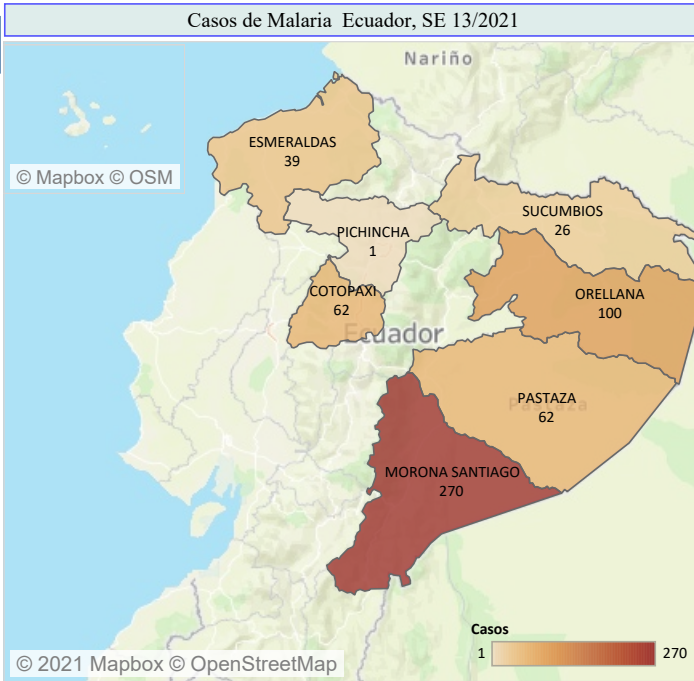 Casos de Malaria Ecuador, SE 13/2021
Nariño
ESMERALDAS
39
© Mapbox © OSM
SUCUMBIOS
26
PICHINCHA
1
COTOPAXI
62
ORELLANA
100
Ecuador
PASTAZA
Pastaza
62
MORONA SANTIAGO
270
Casos
1
270
© 2021 Mapbox © OpenStreetMap